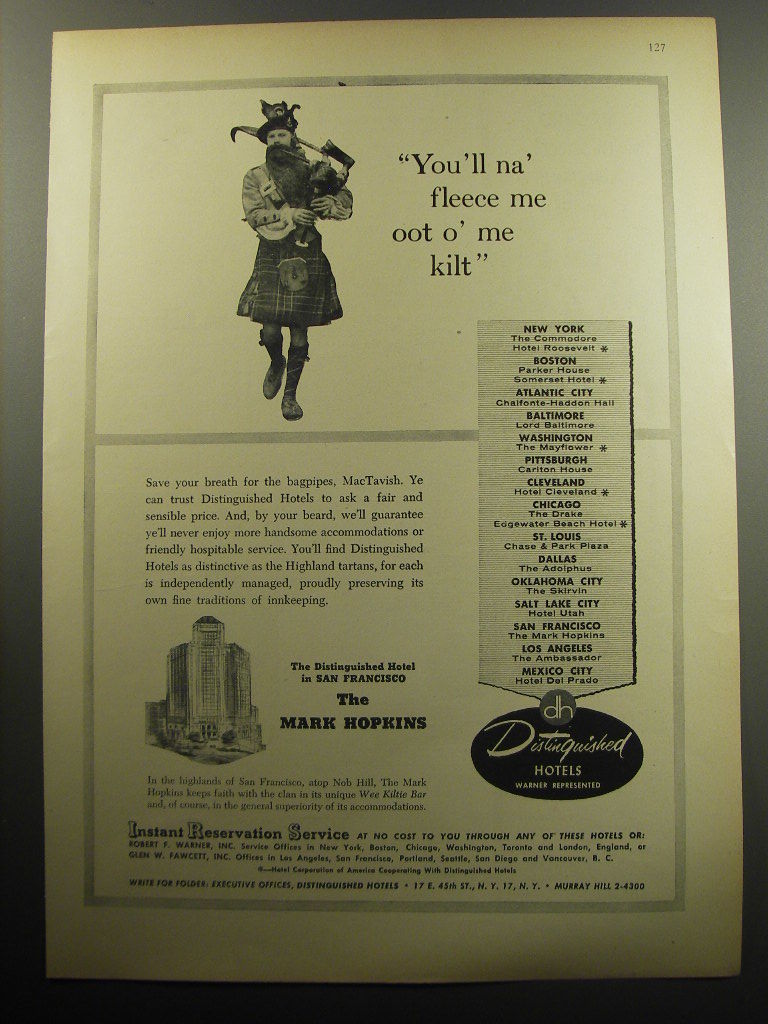 127
“You’ll na’
fleece me
oot o’ me
kilt”
NEW YORK
The Commodore
Hotel Roosevelt *
BOSTON
Parker House
Somerset Hotel *
ATLANTIC CITY
Chalfonte-Haddon Hall
BALTIMORE
Lord Baltimore
WASHINGTON
The Mayflower *
PITTSBURGH
Carlton House
CLEVELAND
Hotel Cleveland *
CHICAGO
The Drake
Edgewater Beach Hotel *
ST. LOUIS
Chase & Park Plaza
DALLAS
The Adolphus
OKLAHOMA CITY
The Skirvin
SALT LAKE CITY
Hotel Utah
SAN FRANCISCO
The Mark Hopkins
LOS ANGELES
The Ambassador
MEXICO CITY
Hotel Del Prado
dh
Distinguished
HOTELS
WARNER REPRESENTED
Save your breath for the bagpipes, MacTavish. Ye
can trust Distinguished Hotels to ask a fair and
sensible price. And, by your beard, we’ll guarantee
ye’ll never enjoy more handsome accommodations or
friendly hospitable service. You’ll find Distinguished
Hotels as distinctive as the Highland tartans, for each
is independently managed, proudly preserving its
own fine traditions of innkeeping.
The Distinguished Hotel
in SAN FRANCISCO
The
MARK HOPKINS
In the highlands of San Francisco, atop Nob Hill, The Mark
Hopkins keeps faith with the clan in its unique Wee Kiltie Bar
and, of course, in the general superiority of its accommodations.
Instant Reservation Service AT NO COST TO YOU THROUGH ANY OF THESE HOTELS OR:
ROBERT F. WARNER, INC. Service Offices in New York, Boston, Chicago, Washington, Toronto and London, England, or
GLEN W. FAWCETT, INC. Offices in Los Angeles, San Francisco, Portland, Seattle, San Diego and Vancouver, B. C.
*—Hotel Corporation of America Cooperating With Distinguished Hotels
WRITE FOR FOLDER: EXECUTIVE OFFICES, DISTINGUISHED HOTELS • 17 E. 45th ST., N. Y. 17, N. Y. • MURRAY HILL 2-4300